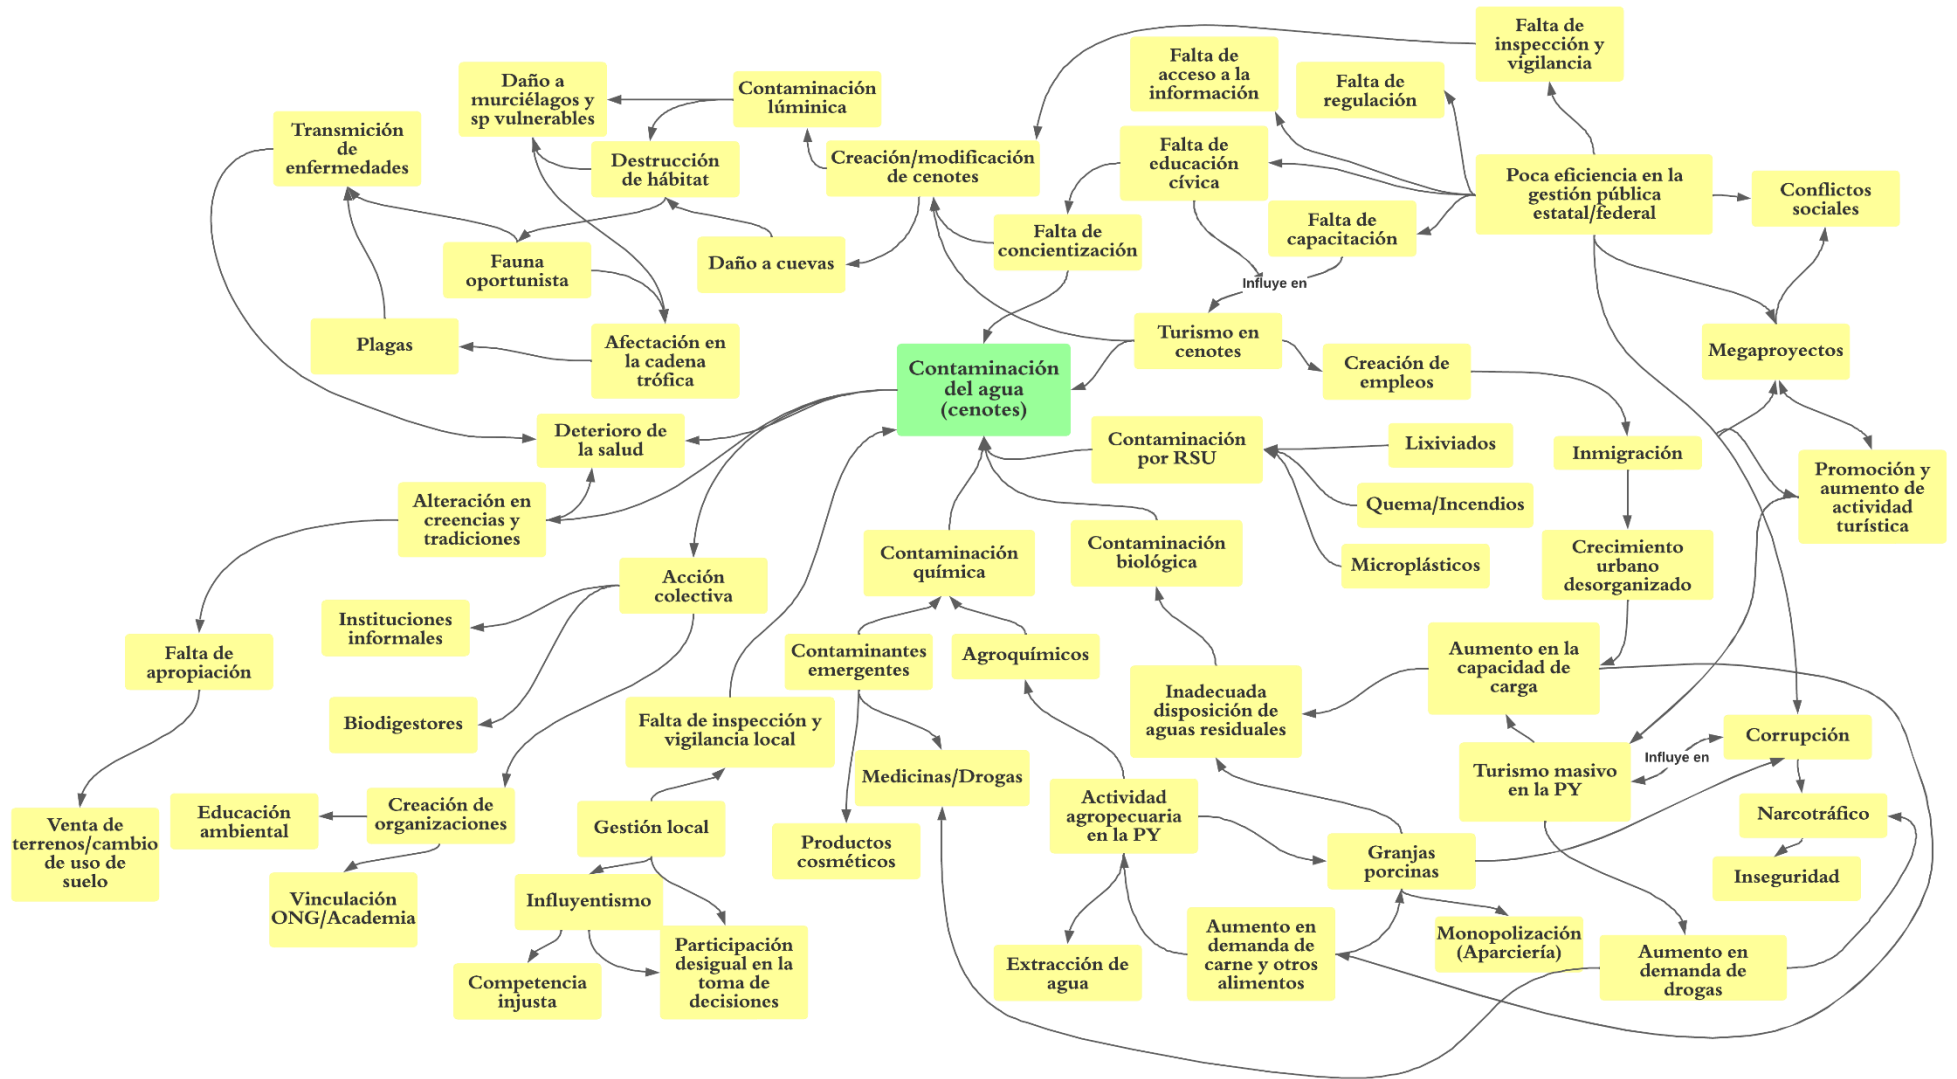 Falta de
inspección y
vigilancia
Falta de
acceso a la
información
Falta de
regulación
Daño a
murciélagos y
sp vulnerables
Contaminación
lúminica
Transmición
de
enfermedades
Destrucción
de hábitat
Creación/modificación
de cenotes
Falta de
educación
cívica
Poca eficiencia en la
gestión pública
estatal/federal
Conflictos
sociales
Falta de
concientización
Falta de
capacitación
Fauna
oportunista
Daño a cuevas
Influye en
Plagas
Afectación en
la cadena
trófica
Turismo en
cenotes
Creación de
empleos
Megaproyectos
Contaminación
del agua
(cenotes)
Deterioro de
la salud
Contaminación
por RSU
Lixiviados
Inmigración
Promoción y
aumento de
actividad
turística
Alteración en
creencias y
tradiciones
Quema/Incendios
Contaminación
química
Contaminación
biológica
Microplásticos
Crecimiento
urbano
desorganizado
Acción
colectiva
Instituciones
informales
Falta de
apropiación
Contaminantes
emergentes
Agroquímicos
Aumento en la
capacidad de
carga
Inadecuada
disposición de
aguas residuales
Biodigestores
Falta de inspección y
vigilancia local
Corrupción
Influye en
Medicinas/Drogas
Turismo masivo
en la PY
Educación
ambiental
Creación de
organizaciones
Gestión local
Actividad
agropecuaria
en la PY
Narcotráfico
Venta de
terrenos/cambio
de uso de
suelo
Productos
cosméticos
Granjas
porcinas
Inseguridad
Vinculación
ONG/Academia
Influyentismo
Aumento en
demanda de
carne y otros
alimentos
Monopolización
(Aparciería)
Aumento en
demanda de
drogas
Competencia
injusta
Participación
desigual en la
toma de
decisiones
Extracción de
agua